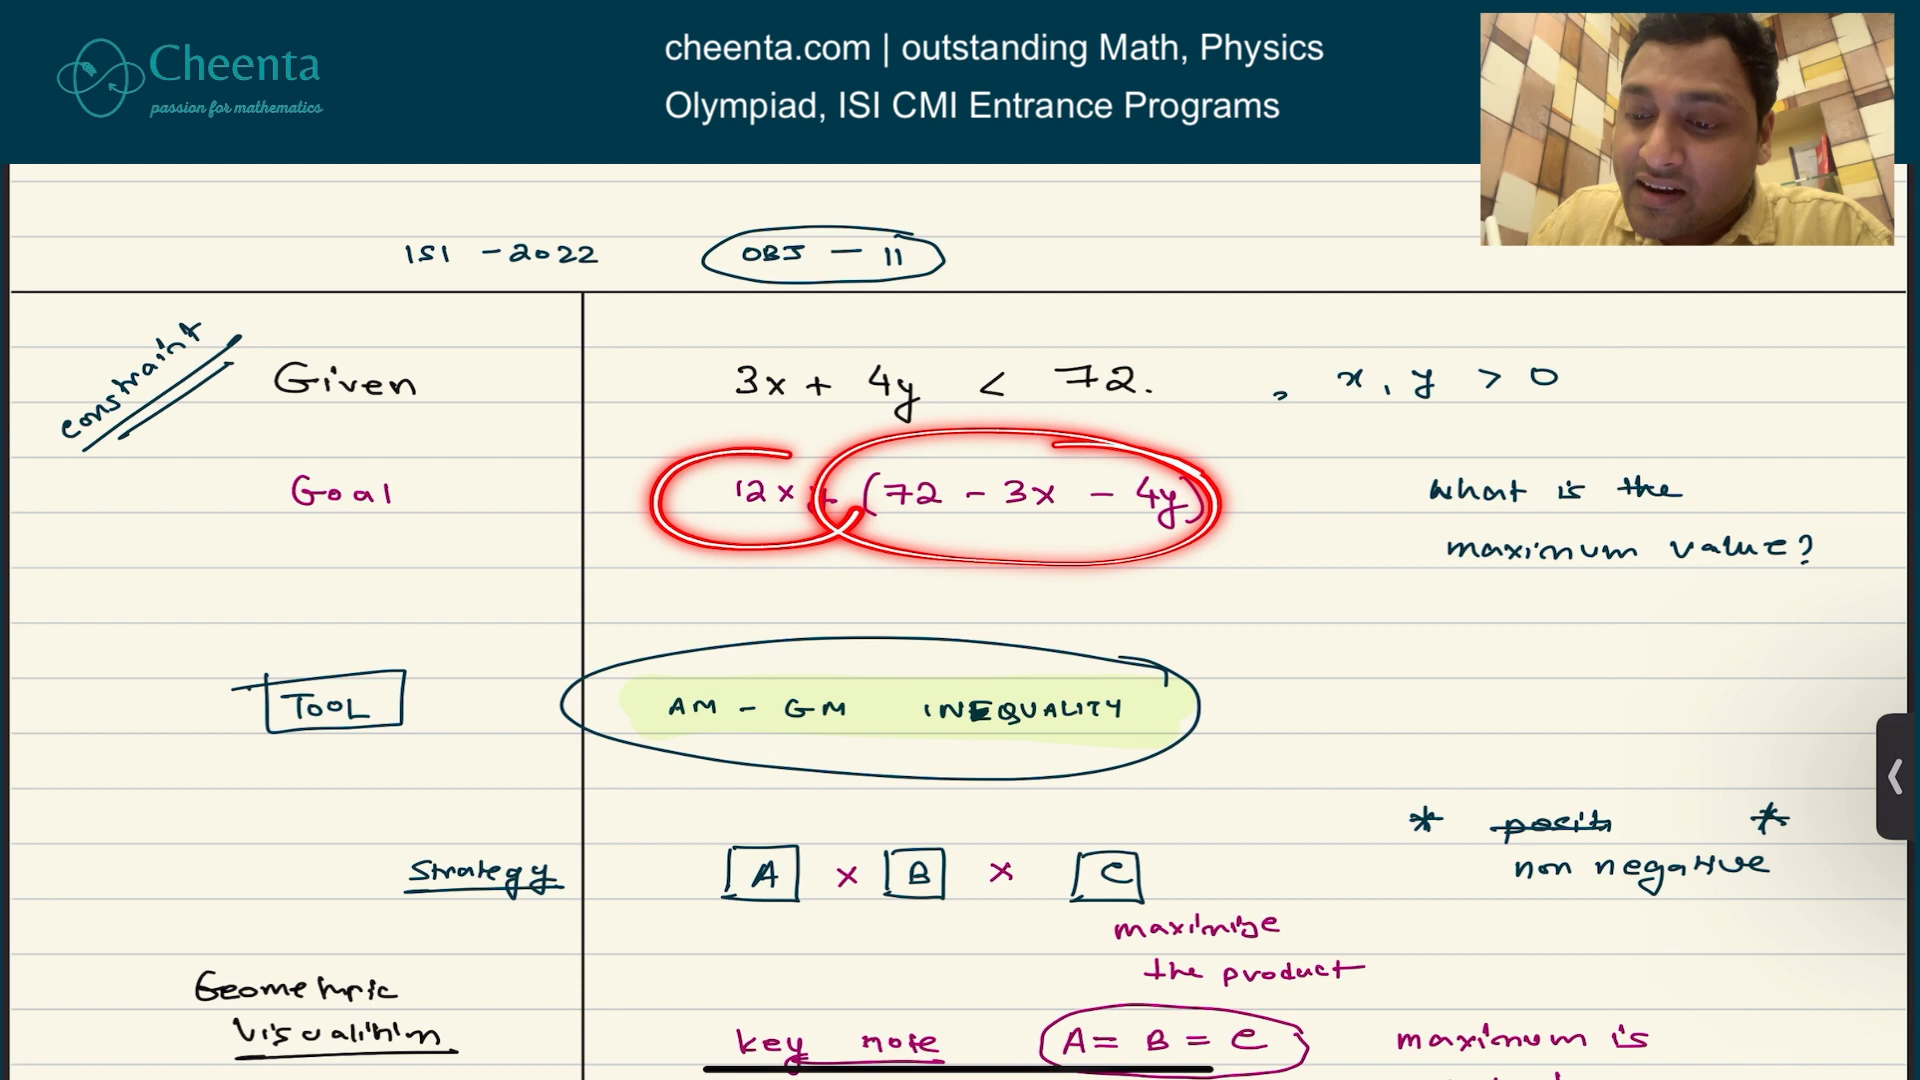 Cheenta
passion for mathematics
cheenta.com | outstanding Math, Physics
Olympiad, ISI CMI Entrance Programs
ISI - 2022 OBJ - 11
constraint
Given 3x + 4y < 72. , x, y > 0
Goal 12x (72 - 3x - 4y) what is the
maximum value?
TOOL AM - GM INEQUALITY
* posit *
Strategy A x B x C non negative
maximize
the product
Geometric
key note A = B = C maximum is